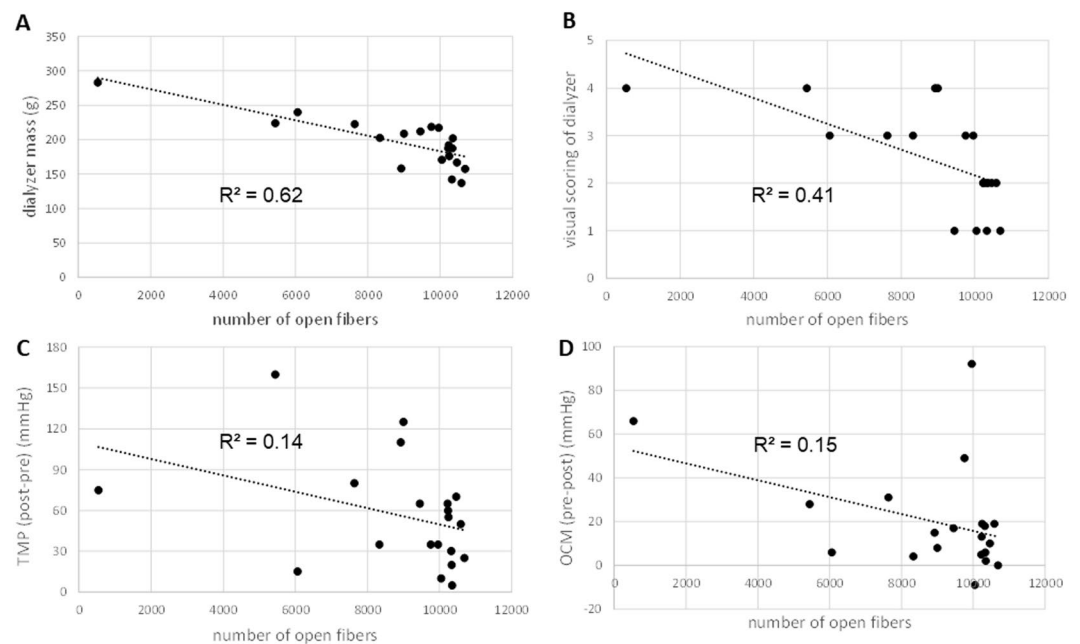 A
dialyzer mass (g)
350
300
250
200
150
100
50
0
R² = 0.62
0 2000 4000 6000 8000 10000 12000
number of open fibers
B
visual scoring of dialyzer
5
4
3
2
1
0
R² = 0.41
0 2000 4000 6000 8000 10000 12000
number of open fibers
C
TMP (post-pre) (mmHg)
180
150
120
90
60
30
0
R² = 0.14
0 2000 4000 6000 8000 10000 12000
number of open fibers
D
OCM (pre-post) (mmHg)
100
80
60
40
20
0
-20
R² = 0.15
0 2000 4000 6000 8000 10000 12000
number of open fibers